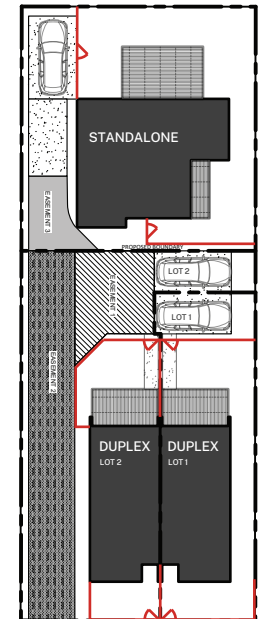 STANDALONE
EASEMENT 3
PROPOSED BOUNDARY
LOT 2
EASEMENT 1
LOT 1
EASEMENT 2
DUPLEX
LOT 2
DUPLEX
LOT 1